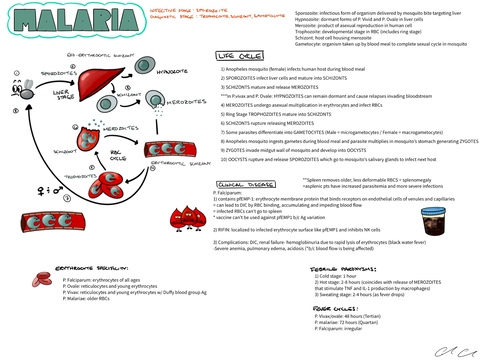 MALARIA
INFECTIVE STAGE: SPOROZOITE
DIAGNOSTIC STAGE: TROPHOZOITE, SCHIZONT, GAMETOCYTE
Sporozoite: infectious form of organism delivered by mosquito bite targeting liver
Hypnozoite: dormant forms of P. Vivid and P. Ovale in liver cells
Merozoite: product of asexual reproduction in human cell
Trophozoite: developmental stage in RBC (includes ring stage)
Schizont: host cell housing merozoite
Gametocyte: organism taken up by blood meal to complete sexual cycle in mosquito
EXO-ERYTHROCYTIC SCHIZONT
SPOROZOITES
HYPNOZOITE
LIVER STAGE
SCHIZONT
MEROZOITES
MEROZOITES
SCHIZONT
RBC CYCLE
ERYTHROCYTIC SCHIZONT
TROPHOZOITES
LIFE CYCLE
1) Anopheles mosquito (female) infects human host during blood meal
2) SPOROZOITES infect liver cells and mature into SCHIZONTS
3) SCHIZONTS mature and release MEROZOITES
***In P.vivax and P. Ovale: HYPNOZOITES can remain dormant and cause relapses invading bloodstream
4) MEROZOITES undergo asexual multiplication in erythrocytes and infect RBCs
5) Ring Stage TROPHOZOITES mature into SCHIZONTS
6) SCHIZONTS rupture releasing MEROZOITES
7) Some parasites differentiate into GAMETOCYTES (Male = microgametocytes / Female = macrogametocytes)
8) Anopheles mosquito ingests gametes during blood meal and parasite multiplies in mosquito's stomach generating ZYGOTES
9) ZYGOTES invade midgut wall of mosquito and develop into OOCYSTS
10) OOCYSTS rupture and release SPOROZOITES which go to mosquito's salivary glands to infect next host
CLINICAL DISEASE
**Spleen removes older, less deformable RBCS = splenomegaly
=asplenic pts have increased parasitemia and more severe infections
P. Falciparum:
1) contains pfEMP-1: erythrocyte membrane protein that binds receptors on endothelial cells of venules and capillaries
= can lead to DIC by RBC binding, accumulating and impeding blood flow
= infected RBCs can't go to spleen
* vaccine can't be used against pfEMP1 b/c Ag variation
2) RIFIN: localized to infected erythrocyte surface like pfEMP1 and inhibits NK cells
3) Complications: DIC, renal failure- hemoglobinuria due to rapid lysis of erythrocytes (black water fever)
-Severe anemia, pulmonary edema, acidosis (*b/c blood flow is being affected)
ERYTHROCYTE SPECIFICITY:
P. Falciparum: erythrocytes of all ages
P. Ovale: reticulocytes and young erythrocytes
P. Vivax: reticulocytes and young erythrocytes w/ Duffy blood group Ag
P. Malariae: older RBCs
FEBRILE PAROXYSMS:
1) Cold stage: 1 hour
2) Hot stage: 2-8 hours (coincides with release of MEROZOITES
that stimulate TNF and IL-1 production by macrophages)
3) Sweating stage: 2-4 hours (as fever drops)
FEVER CYCLES:
P. Vivax/ovale: 48 hours (Tertian)
P. malariae: 72 hours (Quartan)
P. Falciparum: irregular